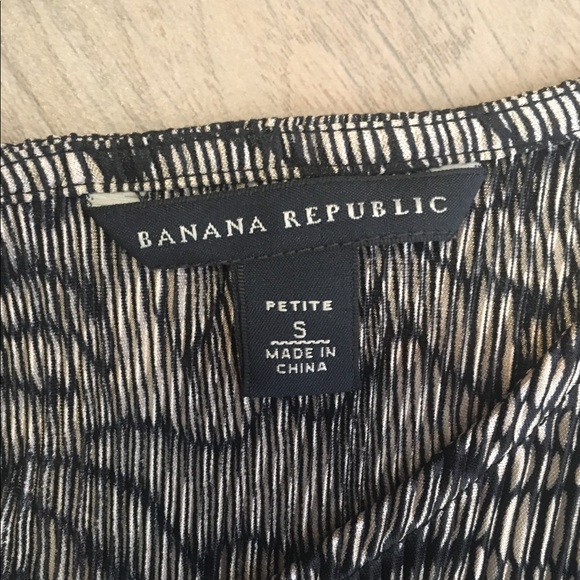 BANANA REPUBLIC
PETITE
S
MADE IN
CHINA